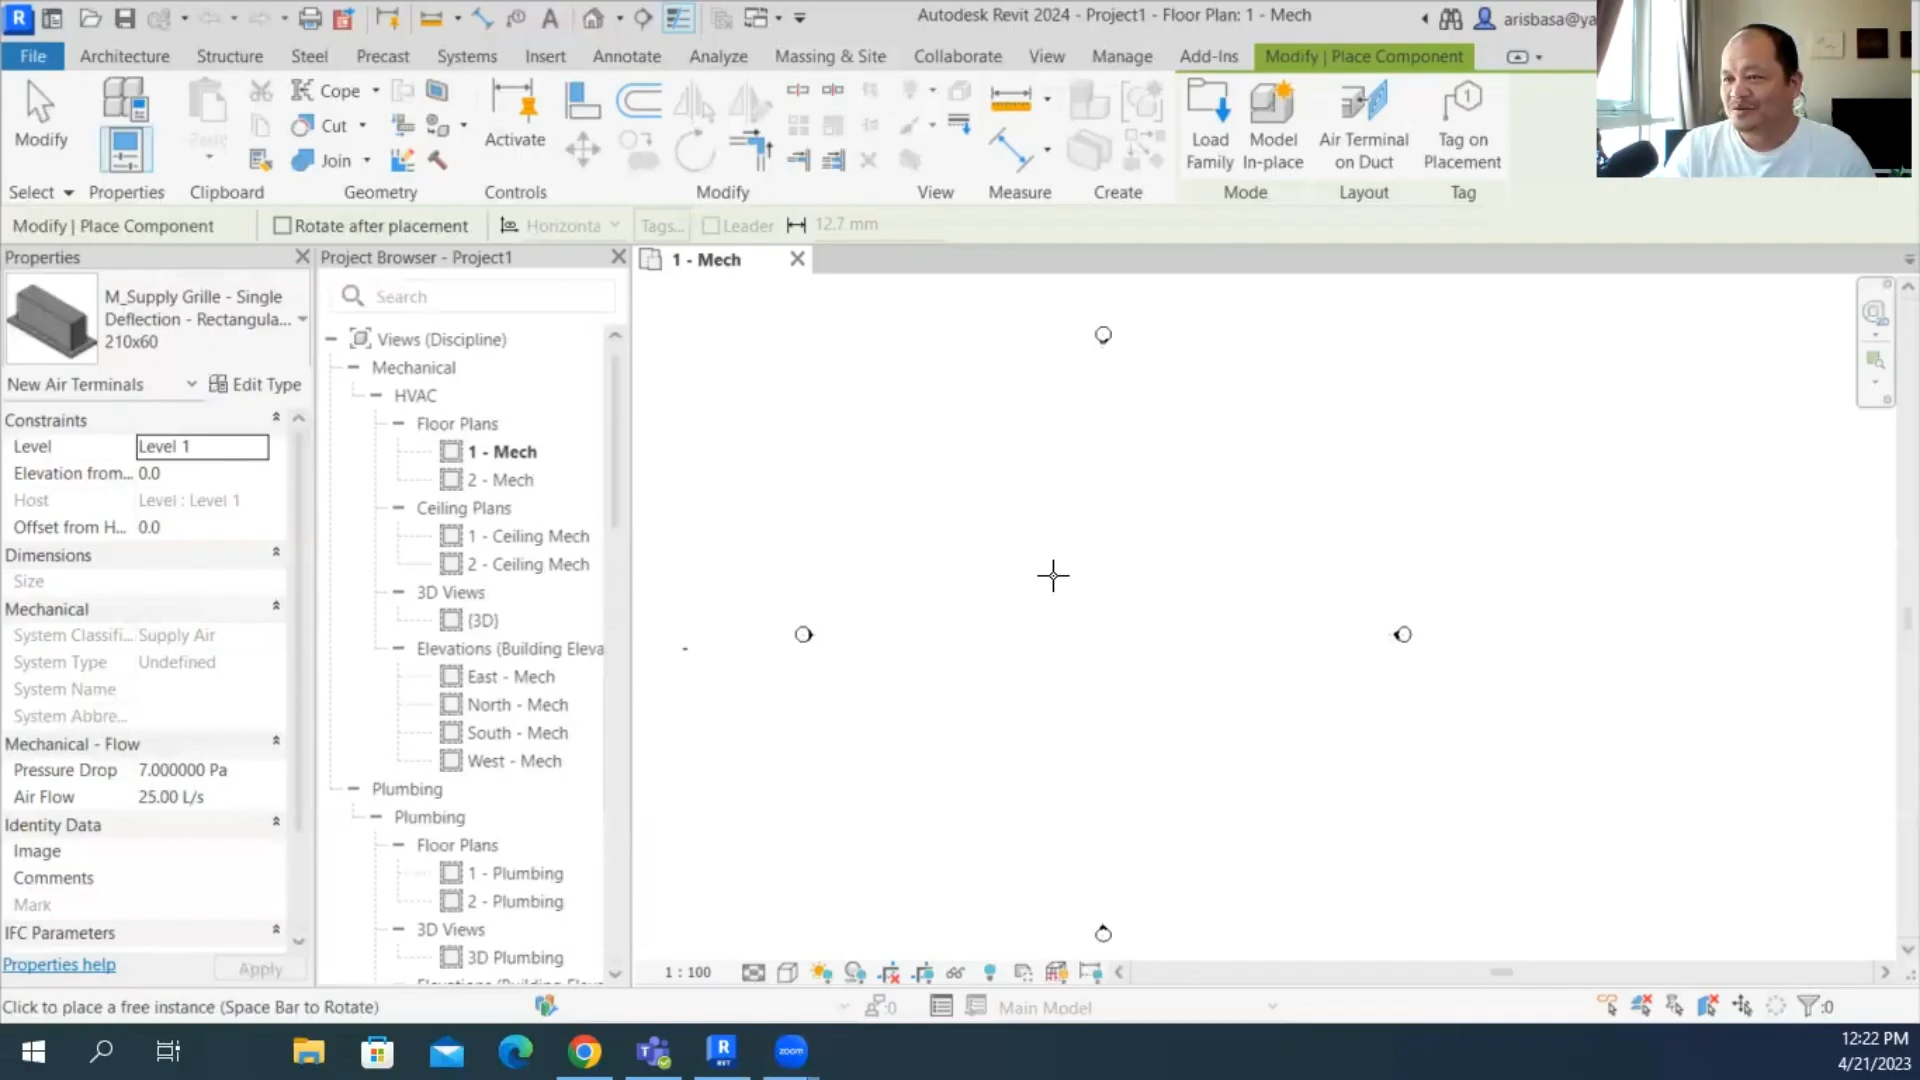 Autodesk Revit 2024 - Project1 - Floor Plan: 1 - Mech
arisbasa@ya
File Architecture Structure Steel Precast Systems Insert Annotate Analyze Massing & Site Collaborate View Manage Add-Ins Modify | Place Component
Modify
Paste
Cope
Cut
Join
Activate
Load Family
Model In-place
Air Terminal on Duct
Tag on Placement
Select Properties Clipboard Geometry Controls Modify View Measure Create Mode Layout Tag
Modify | Place Component Rotate after placement Horizonta Tags... Leader 12.7 mm
Properties
M_Supply Grille - Single
Deflection - Rectangula...
210x60
New Air Terminals Edit Type
Constraints
Level Level 1
Elevation from... 0.0
Host Level : Level 1
Offset from H... 0.0
Dimensions
Size
Mechanical
System Classifi... Supply Air
System Type Undefined
System Name
System Abbre...
Mechanical - Flow
Pressure Drop 7.000000 Pa
Air Flow 25.00 L/s
Identity Data
Image
Comments
Mark
IFC Parameters
Properties help Apply
Project Browser - Project1
Search
Views (Discipline)
Mechanical
HVAC
Floor Plans
1 - Mech
2 - Mech
Ceiling Plans
1 - Ceiling Mech
2 - Ceiling Mech
3D Views
{3D}
Elevations (Building Eleva
East - Mech
North - Mech
South - Mech
West - Mech
Plumbing
Plumbing
Floor Plans
1 - Plumbing
2 - Plumbing
3D Views
3D Plumbing
1 - Mech
1 : 100
Click to place a free instance (Space Bar to Rotate)
:0
Main Model
:0
zoom
12:22 PM
4/21/2023